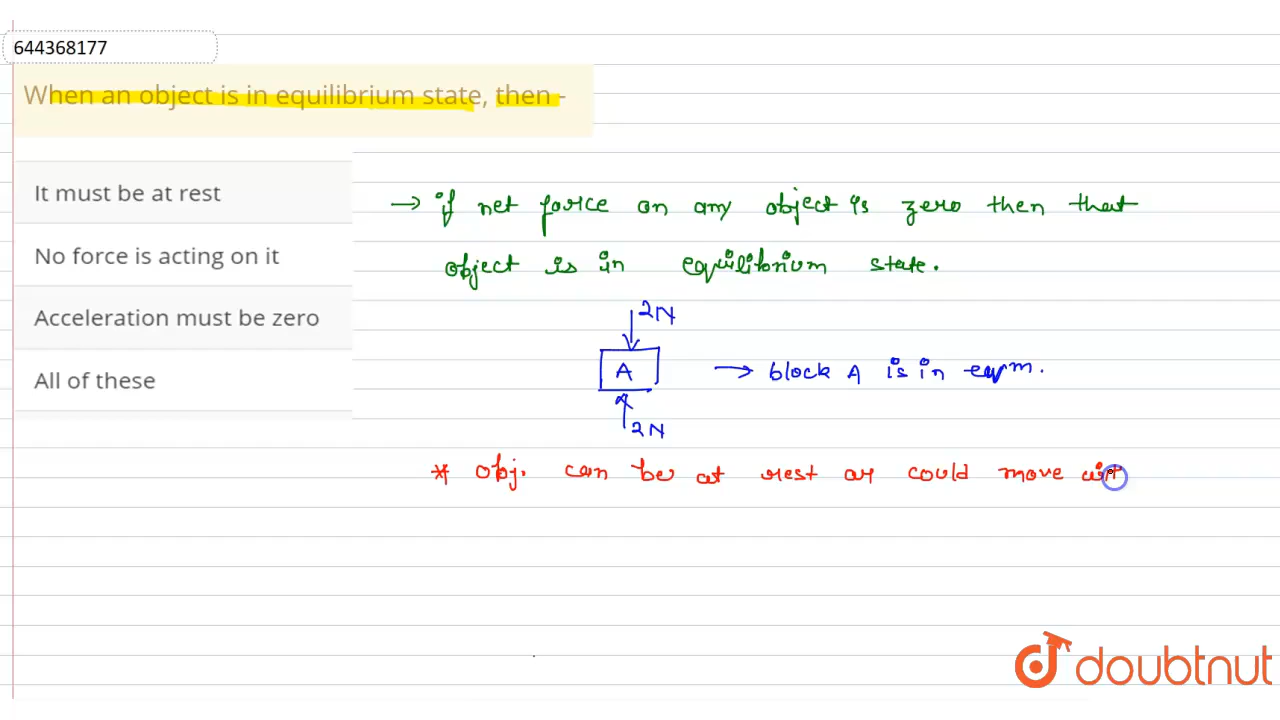 644368177
When an object is in equilibrium state, then -
It must be at rest
No force is acting on it
Acceleration must be zero
All of these
→ if net force on any object is zero then that
object is in equilibrium state.
2N
A
→ block A is in eqm.
2N
* obj. can be at rest or could move wit
doubtnut